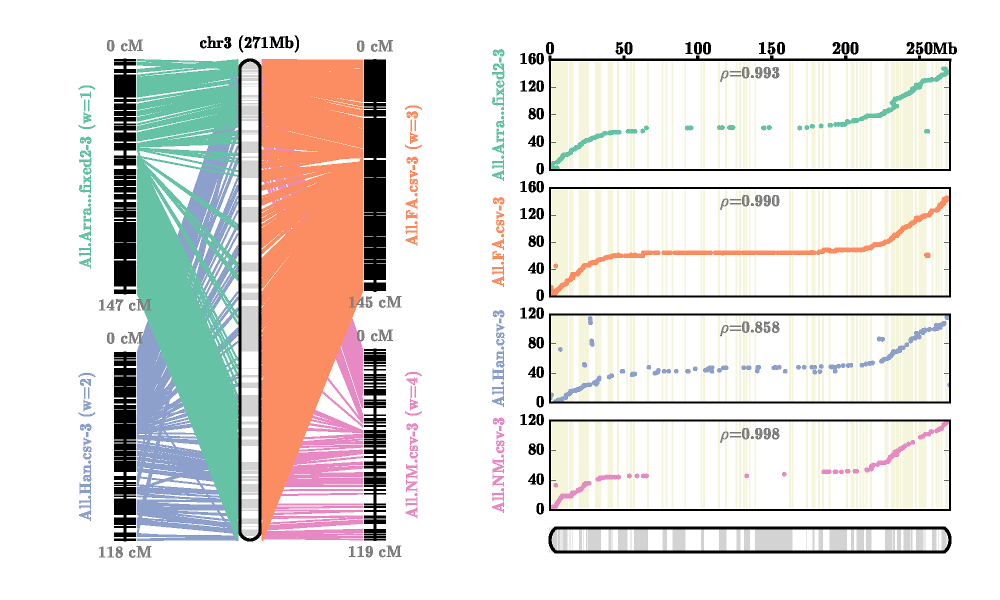 0 cM
chr3 (271Mb)
0 cM
All.Arra...fixed2-3 (w=1)
All.FA.csv-3 (w=3)
147 cM
145 cM
0 cM
0 cM
All.Han.csv-3 (w=2)
All.NM.csv-3 (w=4)
118 cM
119 cM
0 50 100 150 200 250Mb
All.Arra...fixed2-3
160
120
80
40
0
ρ=0.993
All.FA.csv-3
160
120
80
40
0
ρ=0.990
All.Han.csv-3
120
80
40
0
ρ=0.858
All.NM.csv-3
120
80
40
0
ρ=0.998